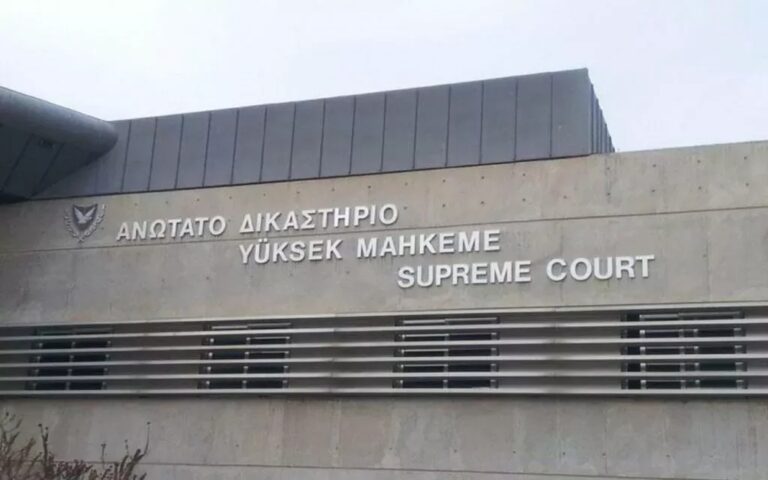 ΑΝΩΤΑΤΟ ΔΙΚΑΣΤΗΡΙΟ
YÜKSEK MAHKEME
SUPREME COURT